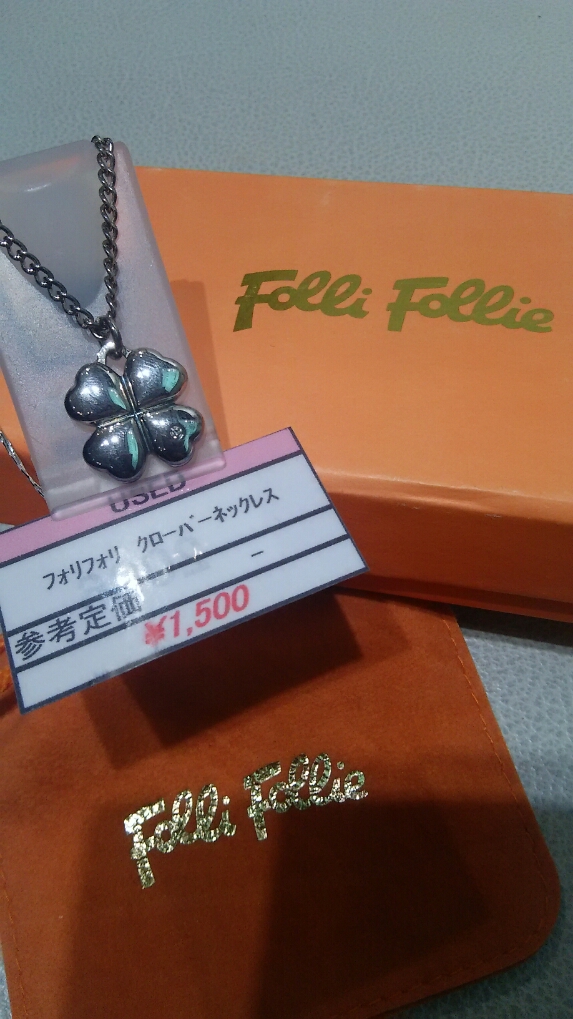 Folli Follie
USED
フォリフォリ クローバーネックレス
参考定価 -
¥1,500
Folli Follie